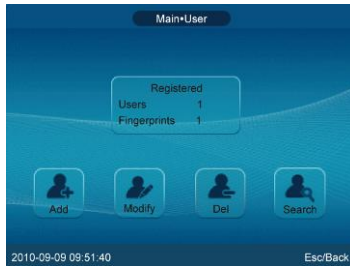 Main▪User
Registered
Users 1
Fingerprints 1
Add Modify Del Search
2010-09-09 09:51:40 Esc/Back